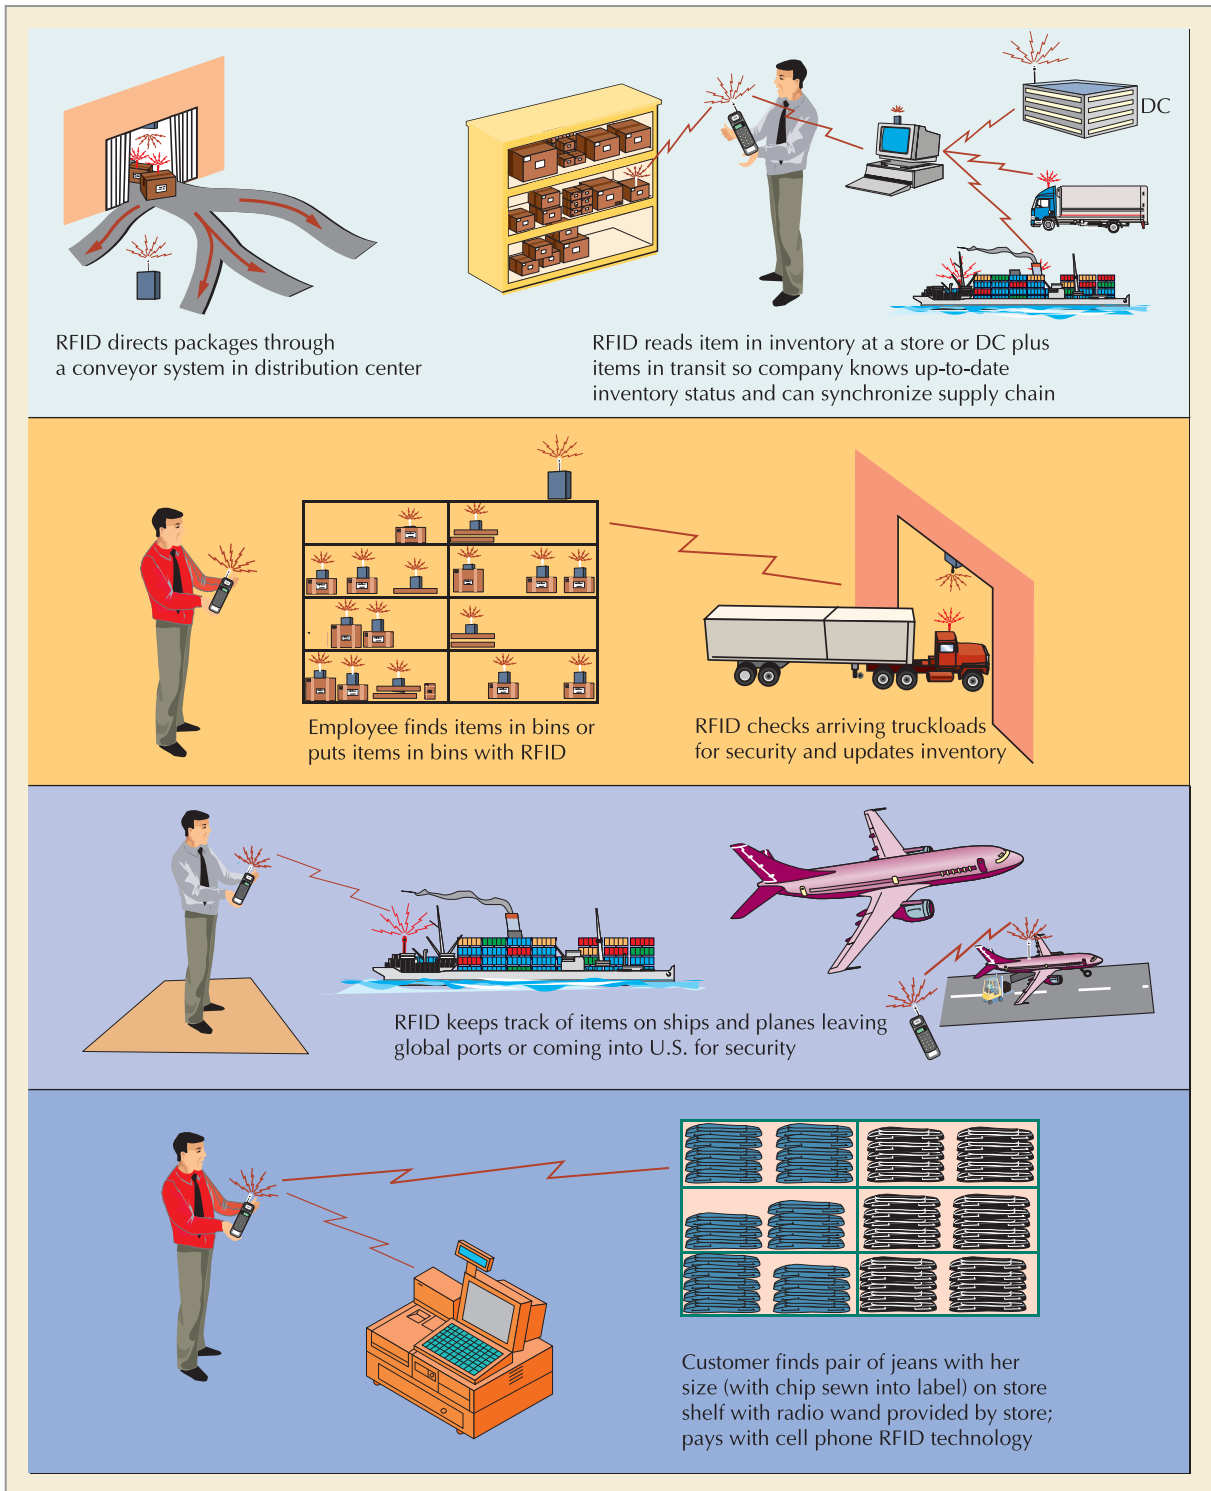 DC
RFID directs packages through
a conveyor system in distribution center
RFID reads item in inventory at a store or DC plus
items in transit so company knows up-to-date
inventory status and can synchronize supply chain
Employee finds items in bins or
puts items in bins with RFID
RFID checks arriving truckloads
for security and updates inventory
RFID keeps track of items on ships and planes leaving
global ports or coming into U.S. for security
Customer finds pair of jeans with her
size (with chip sewn into label) on store
shelf with radio wand provided by store;
pays with cell phone RFID technology